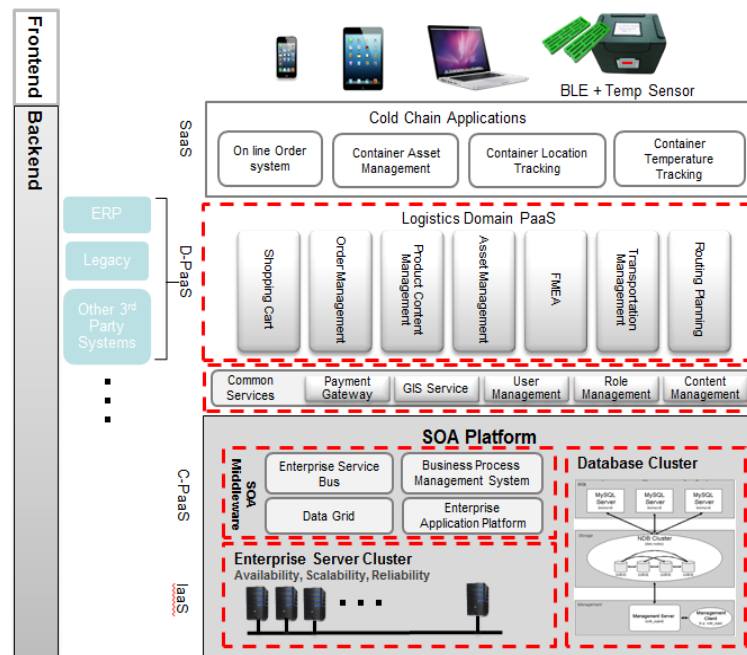 Frontend
Backend
BLE + Temp Sensor
SaaS
Cold Chain Applications
On line Order
system
Container Asset
Management
Container Location
Tracking
Container
Temperature
Tracking
ERP
Legacy
Other 3rd
Party
Systems
D-PaaS
Logistics Domain PaaS
Shopping Cart
Order Management
Product Content
Management
Asset Management
FMEA
Transportation
Management
Routing Planning
Common
Services
Payment
Gateway
GIS Service
User
Management
Role
Management
Content
Management
C-PaaS
SOA Platform
SOA
Middleware
Enterprise Service
Bus
Business Process
Management System
Data Grid
Enterprise
Application Platform
Database Cluster
MySQL
Server
MySQL
Server
MySQL
Server
Storage
NDB Cluster
Management
Management Server
Management
Client
IaaS
Enterprise Server Cluster
Availability, Scalability, Reliability